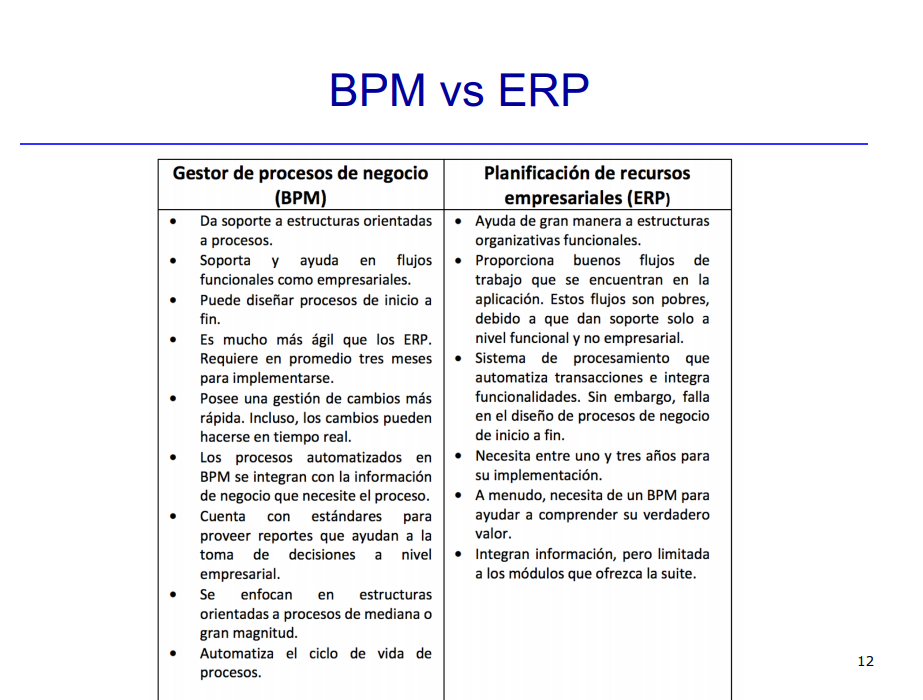 BPM vs ERP
Gestor de procesos de negocio
(BPM)
• Da soporte a estructuras orientadas
a procesos.
• Soporta y ayuda en flujos
funcionales como empresariales.
• Puede diseñar procesos de inicio a
fin.
• Es mucho más ágil que los ERP.
Requiere en promedio tres meses
para implementarse.
• Posee una gestión de cambios más
rápida. Incluso, los cambios pueden
hacerse en tiempo real.
• Los procesos automatizados en
BPM se integran con la información
de negocio que necesite el proceso.
• Cuenta con estándares para
proveer reportes que ayudan a la
toma de decisiones a nivel
empresarial.
• Se enfocan en estructuras
orientadas a procesos de mediana o
gran magnitud.
• Automatiza el ciclo de vida de
procesos.
Planificación de recursos
empresariales (ERP)
• Ayuda de gran manera a estructuras
organizativas funcionales.
• Proporciona buenos flujos de
trabajo que se encuentran en la
aplicación. Estos flujos son pobres,
debido a que dan soporte solo a
nivel funcional y no empresarial.
• Sistema de procesamiento que
automatiza transacciones e integra
funcionalidades. Sin embargo, falla
en el diseño de procesos de negocio
de inicio a fin.
• Necesita entre uno y tres años para
su implementación.
• A menudo, necesita de un BPM para
ayudar a comprender su verdadero
valor.
• Integran información, pero limitada
a los módulos que ofrezca la suite.
12